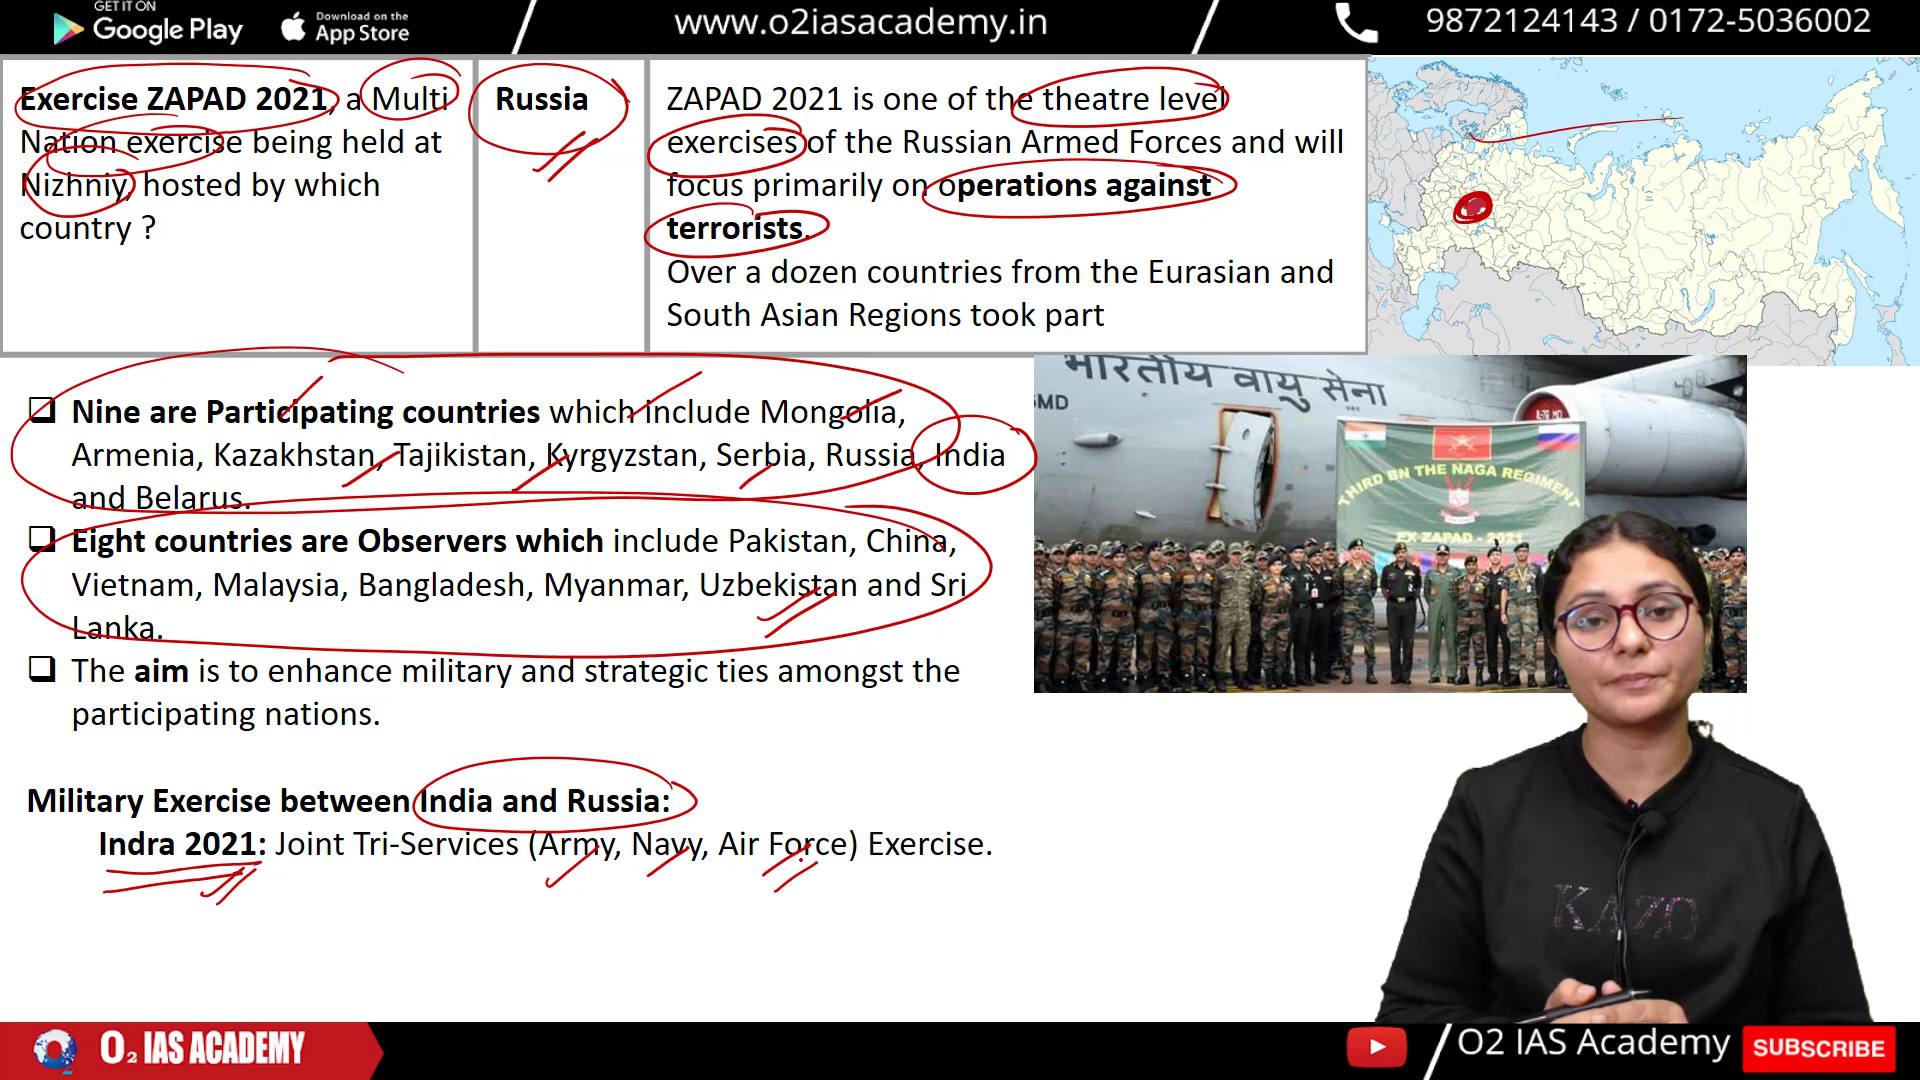 GET IT ON
Google Play
Download on the
App Store
www.o2iasacademy.in
9872124143 / 0172-5036002
Exercise ZAPAD 2021, a Multi
Nation exercise being held at
Nizhniy, hosted by which
country ?
Russia
ZAPAD 2021 is one of the theatre level
exercises of the Russian Armed Forces and will
focus primarily on operations against
terrorists.
Over a dozen countries from the Eurasian and
South Asian Regions took part
❑ Nine are Participating countries which include Mongolia,
Armenia, Kazakhstan, Tajikistan, Kyrgyzstan, Serbia, Russia, India
and Belarus.
❑ Eight countries are Observers which include Pakistan, China,
Vietnam, Malaysia, Bangladesh, Myanmar, Uzbekistan and Sri
Lanka.
❑ The aim is to enhance military and strategic ties amongst the
participating nations.
Military Exercise between India and Russia:
Indra 2021: Joint Tri-Services (Army, Navy, Air Force) Exercise.
भारतीय वायु सेना
THIRD BN THE NAGA REGIMENT
EX ZAPAD - 2021
KAZO
O2 IAS ACADEMY
O2 IAS Academy
SUBSCRIBE